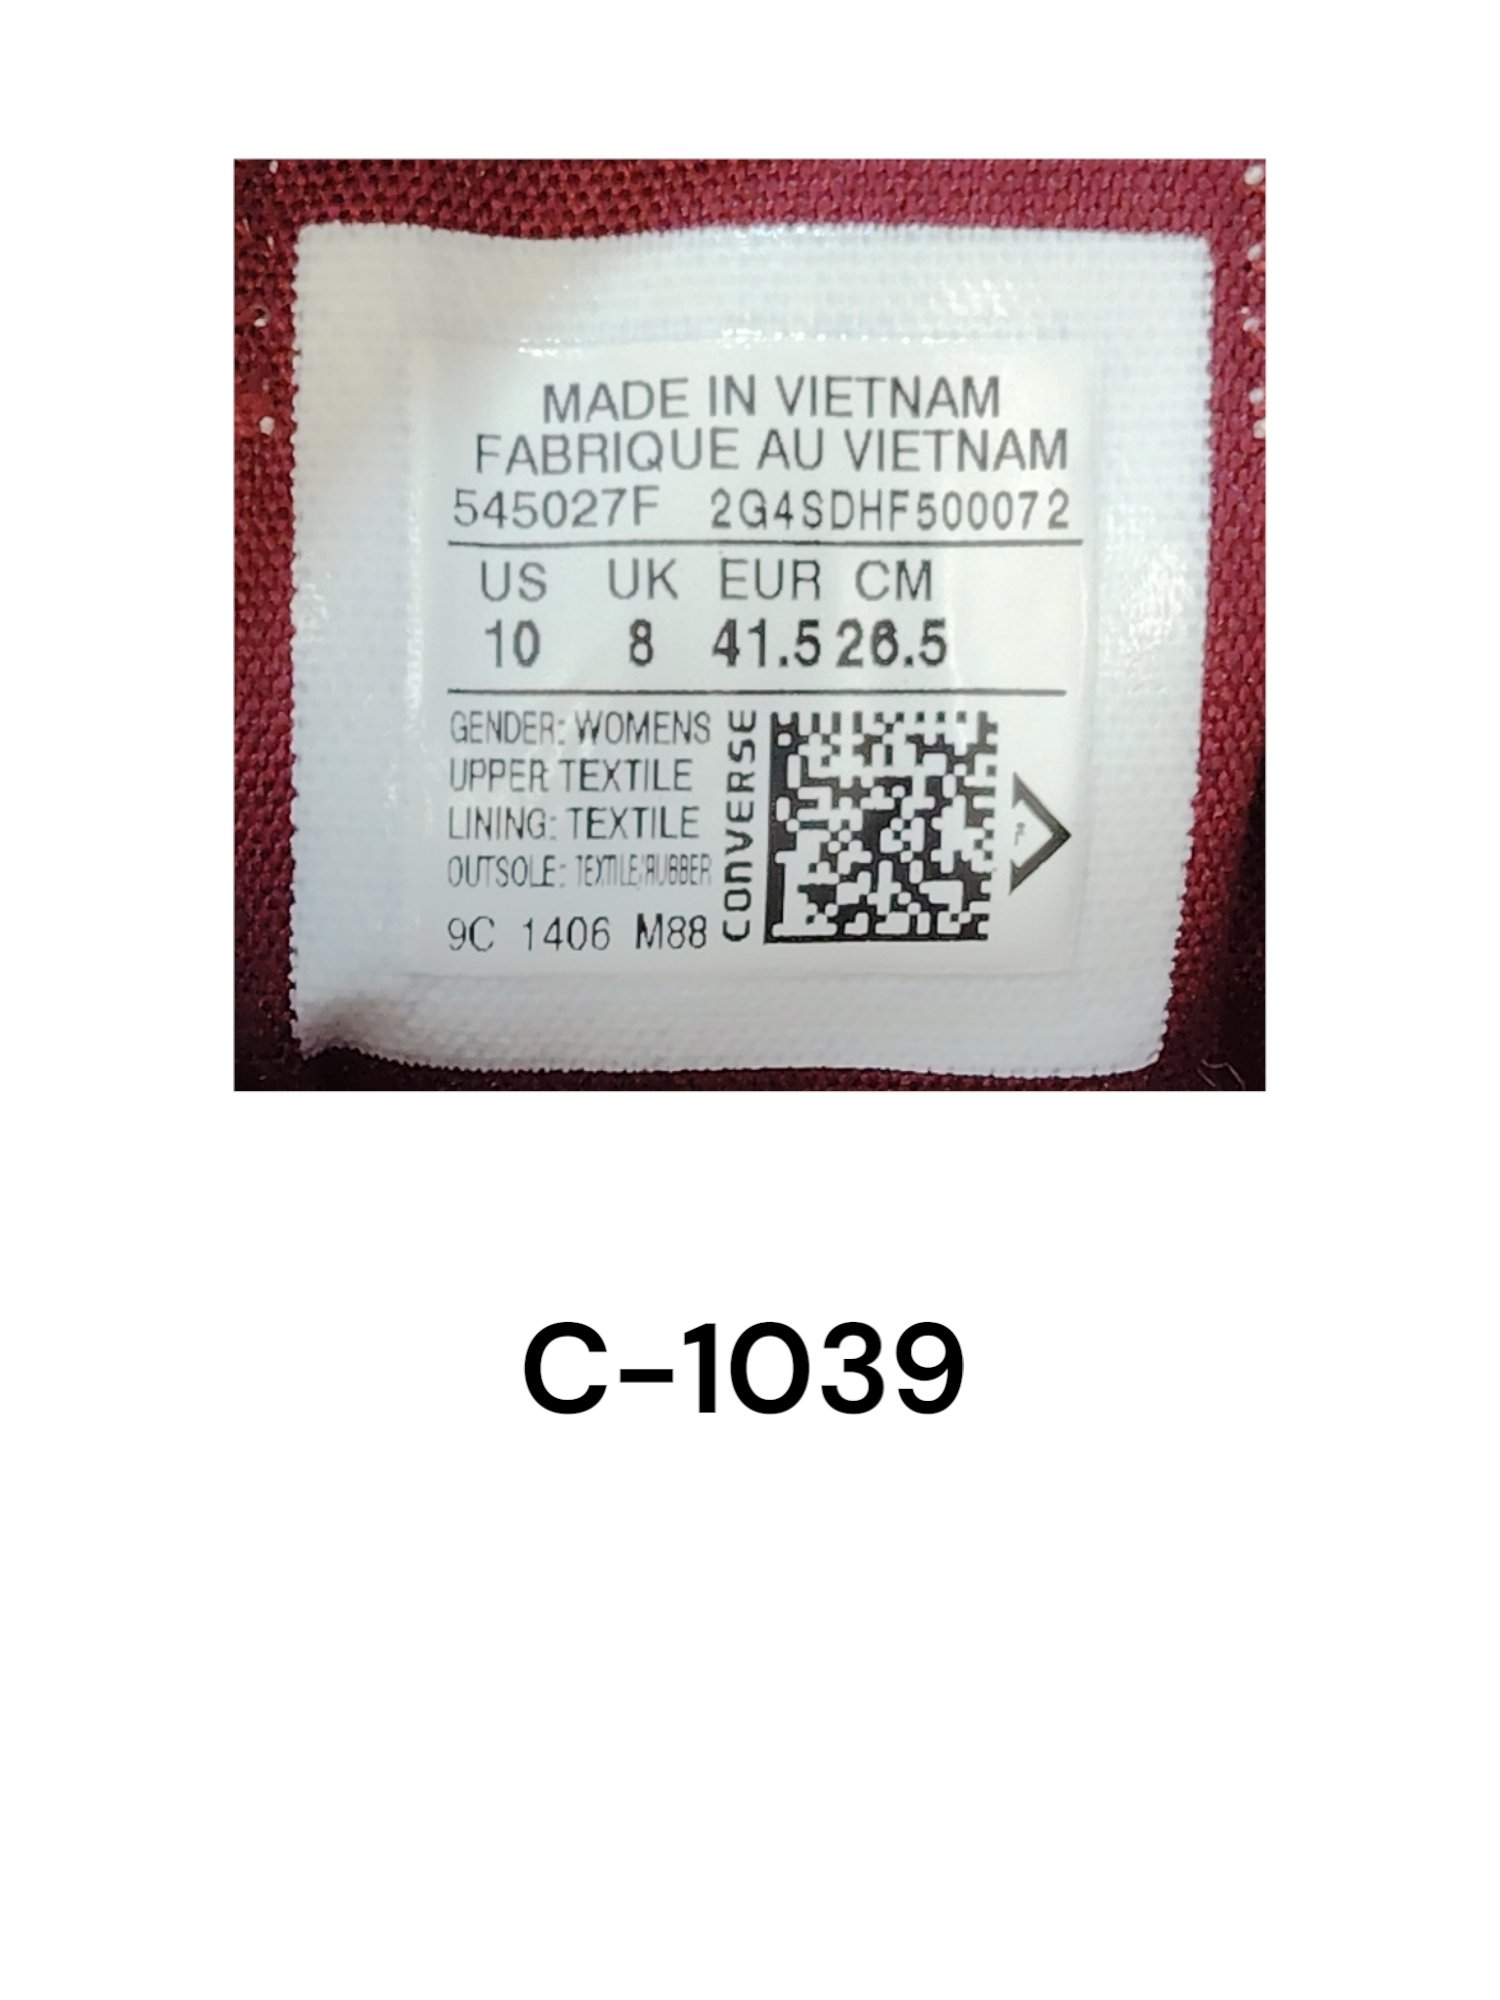 MADE IN VIETNAM
FABRIQUE AU VIETNAM
545027F 2G4SDHF500072
US UK EUR CM
10 8 41.5 26.5
GENDER: WOMENS
UPPER TEXTILE
LINING: TEXTILE
OUTSOLE: TEXTILE/RUBBER
9C 1406 M88
CONVERSE
C-1039